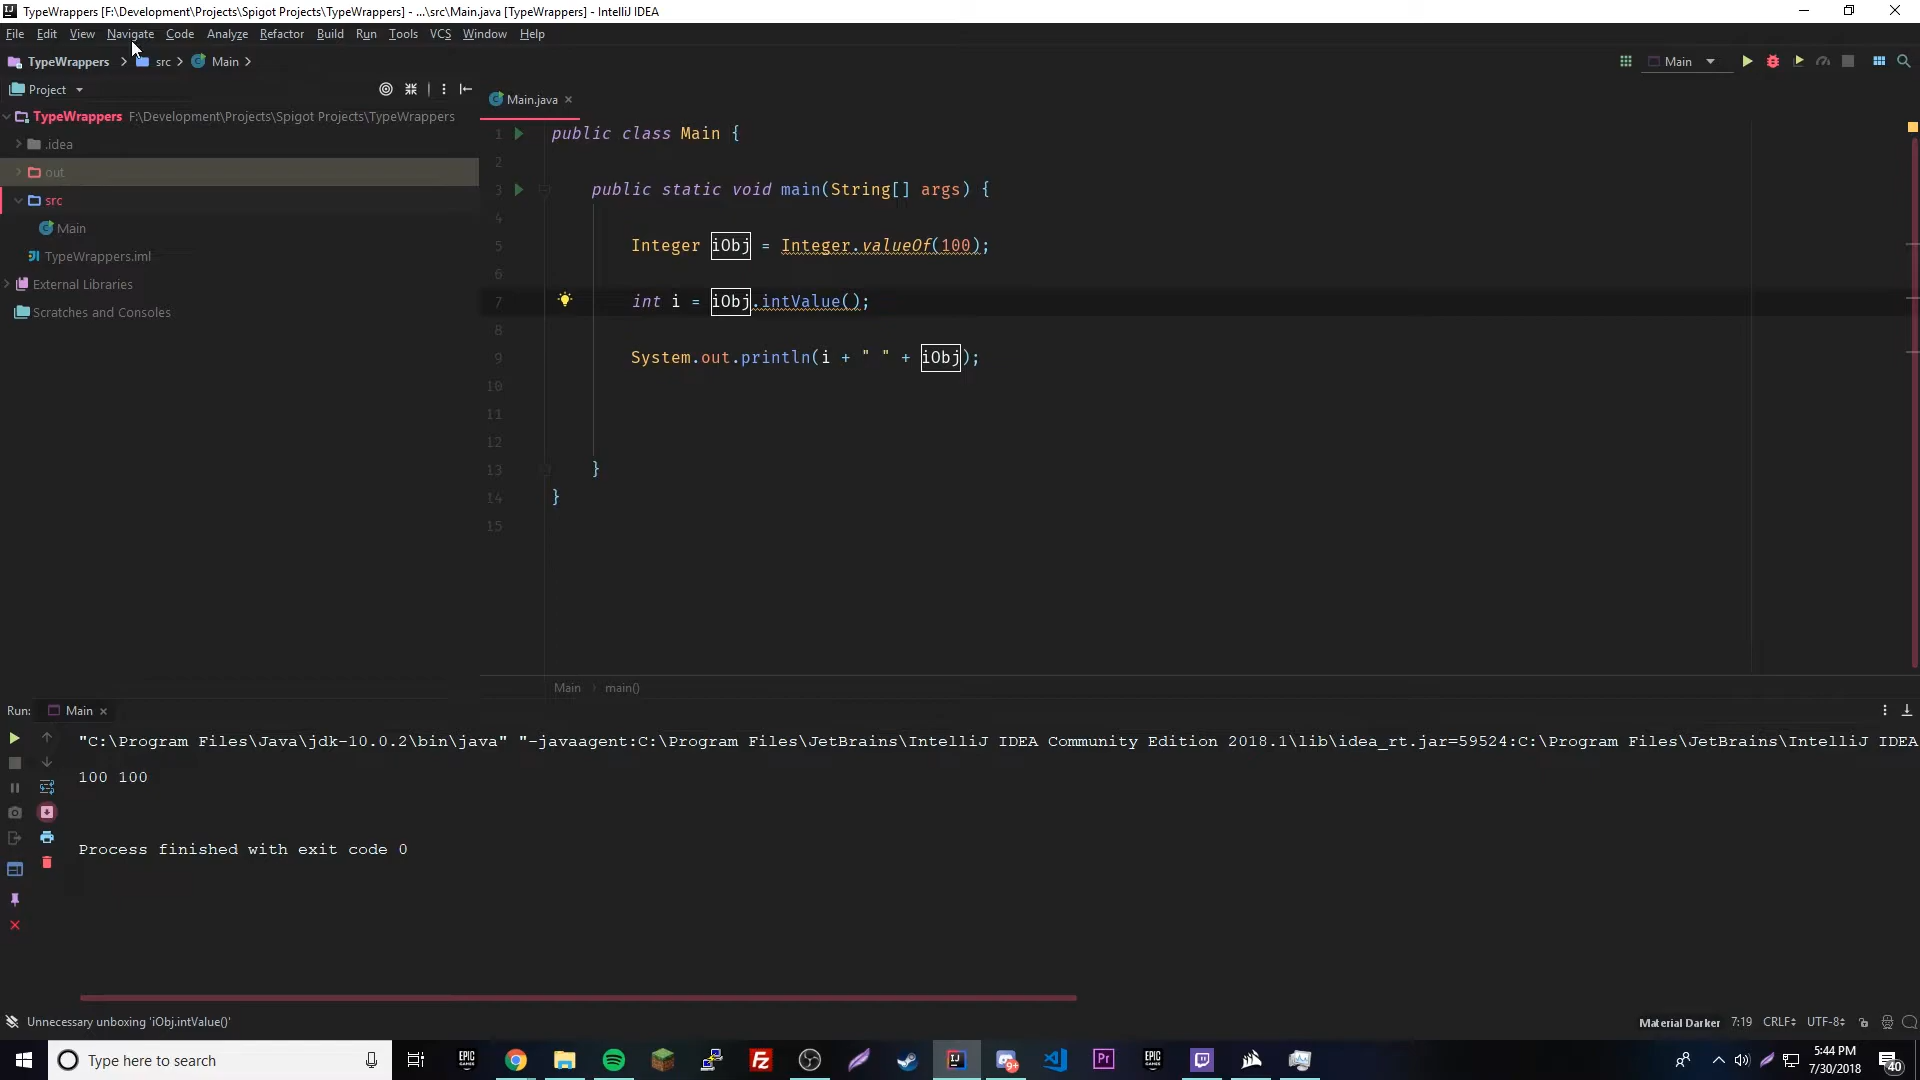 TypeWrappers [F:\Development\Projects\Spigot Projects\TypeWrappers] - ...\src\Main.java [TypeWrappers] - IntelliJ IDEA
File Edit View Navigate Code Analyze Refactor Build Run Tools VCS Window Help
TypeWrappers src Main
Main
Project
Main.java
TypeWrappers F:\Development\Projects\Spigot Projects\TypeWrappers
.idea
out
src
Main
TypeWrappers.iml
External Libraries
Scratches and Consoles
1 public class Main {
2
3 public static void main(String[] args) {
4
5 Integer iObj = Integer.valueOf(100);
6
7 int i = iObj.intValue();
8
9 System.out.println(i + " " + iObj);
10
11
12
13 }
14 }
15
Main main()
Run: Main
"C:\Program Files\Java\jdk-10.0.2\bin\java" "-javaagent:C:\Program Files\JetBrains\IntelliJ IDEA Community Edition 2018.1\lib\idea_rt.jar=59524:C:\Program Files\JetBrains\IntelliJ IDEA
100 100
Process finished with exit code 0
Unnecessary unboxing 'iObj.intValue()'
Material Darker 7:19 CRLF UTF-8
Type here to search
EPIC GAMES
9+
Pr
EPIC GAMES
5:44 PM
7/30/2018
40